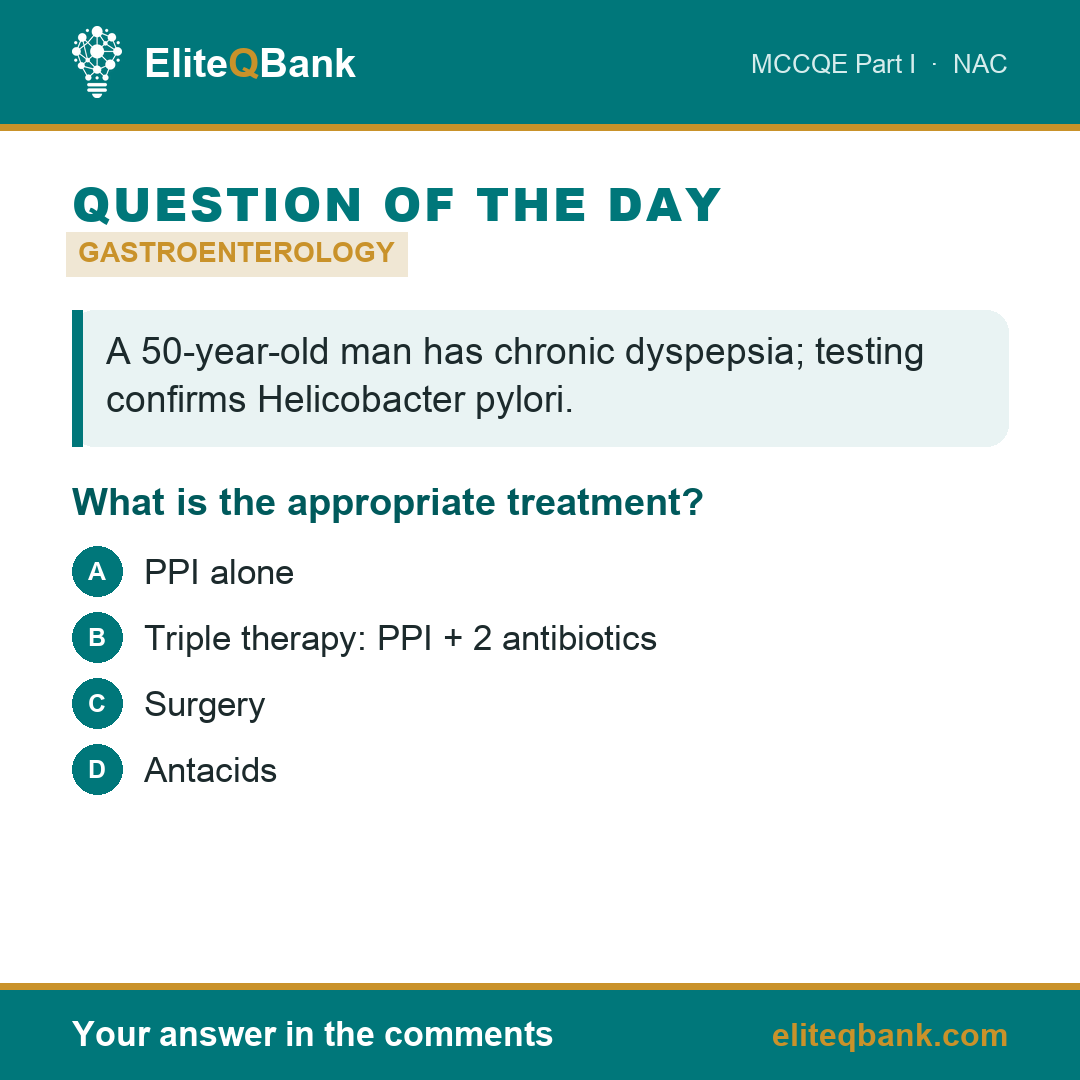 EliteQBank
MCCQE Part I · NAC
QUESTION OF THE DAY
GASTROENTEROLOGY
A 50-year-old man has chronic dyspepsia; testing
confirms Helicobacter pylori.
What is the appropriate treatment?
A PPI alone
B Triple therapy: PPI + 2 antibiotics
C Surgery
D Antacids
Your answer in the comments
eliteqbank.com